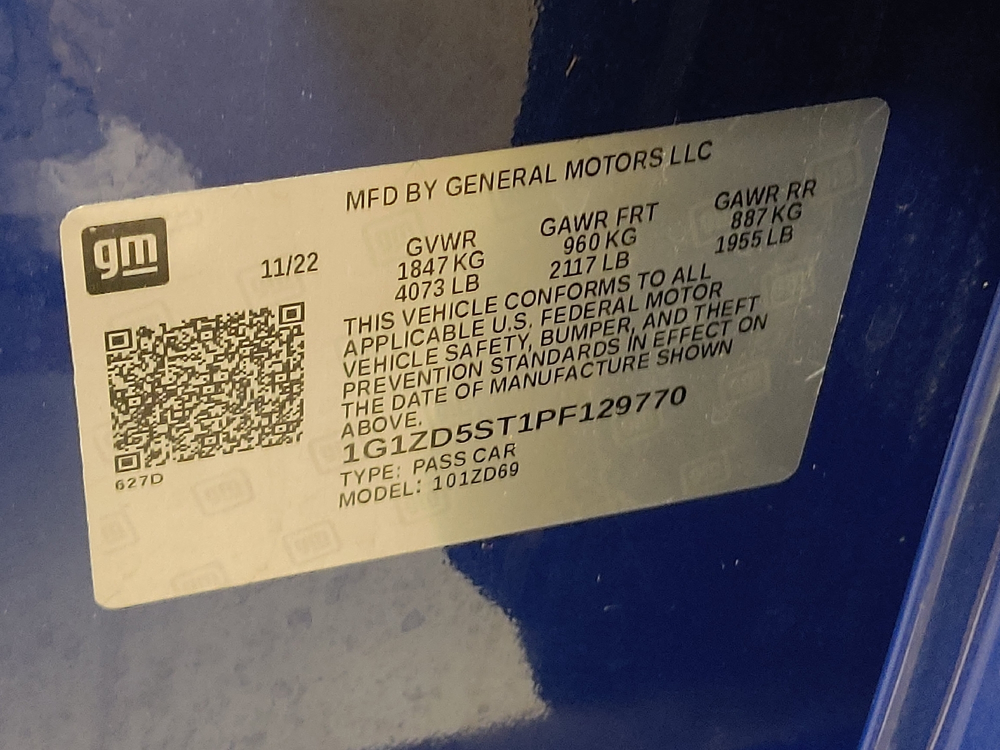 MFD BY GENERAL MOTORS LLC
gm
11/22
GVWR
1847 KG
4073 LB
GAWR FRT
960 KG
2117 LB
GAWR RR
887 KG
1955 LB
THIS VEHICLE CONFORMS TO ALL
APPLICABLE U.S. FEDERAL MOTOR
VEHICLE SAFETY, BUMPER, AND THEFT
PREVENTION STANDARDS IN EFFECT ON
THE DATE OF MANUFACTURE SHOWN
ABOVE.
1G1ZD5ST1PF129770
TYPE: PASS CAR
MODEL: 101ZD69
627D